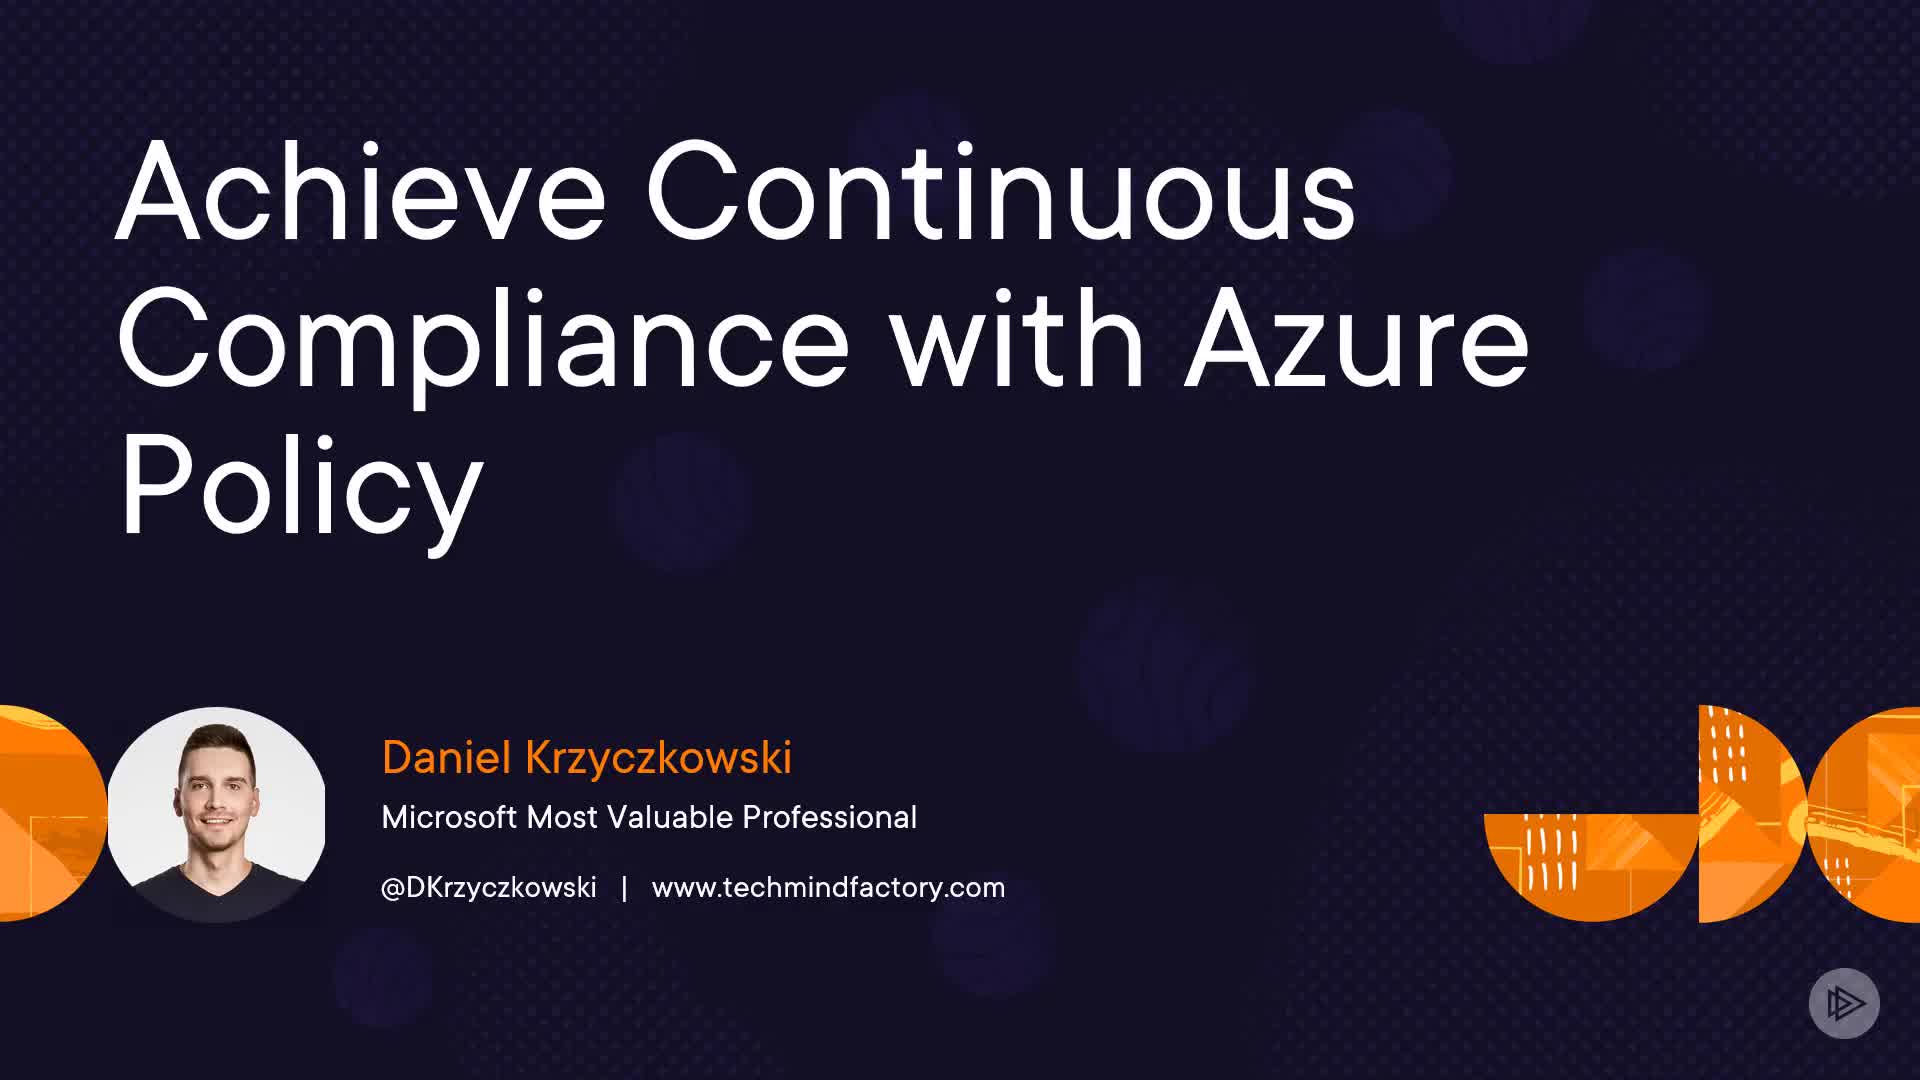 Achieve Continuous
Compliance with Azure
Policy
Daniel Krzyczkowski
Microsoft Most Valuable Professional
@DKrzyczkowski | www.techmindfactory.com